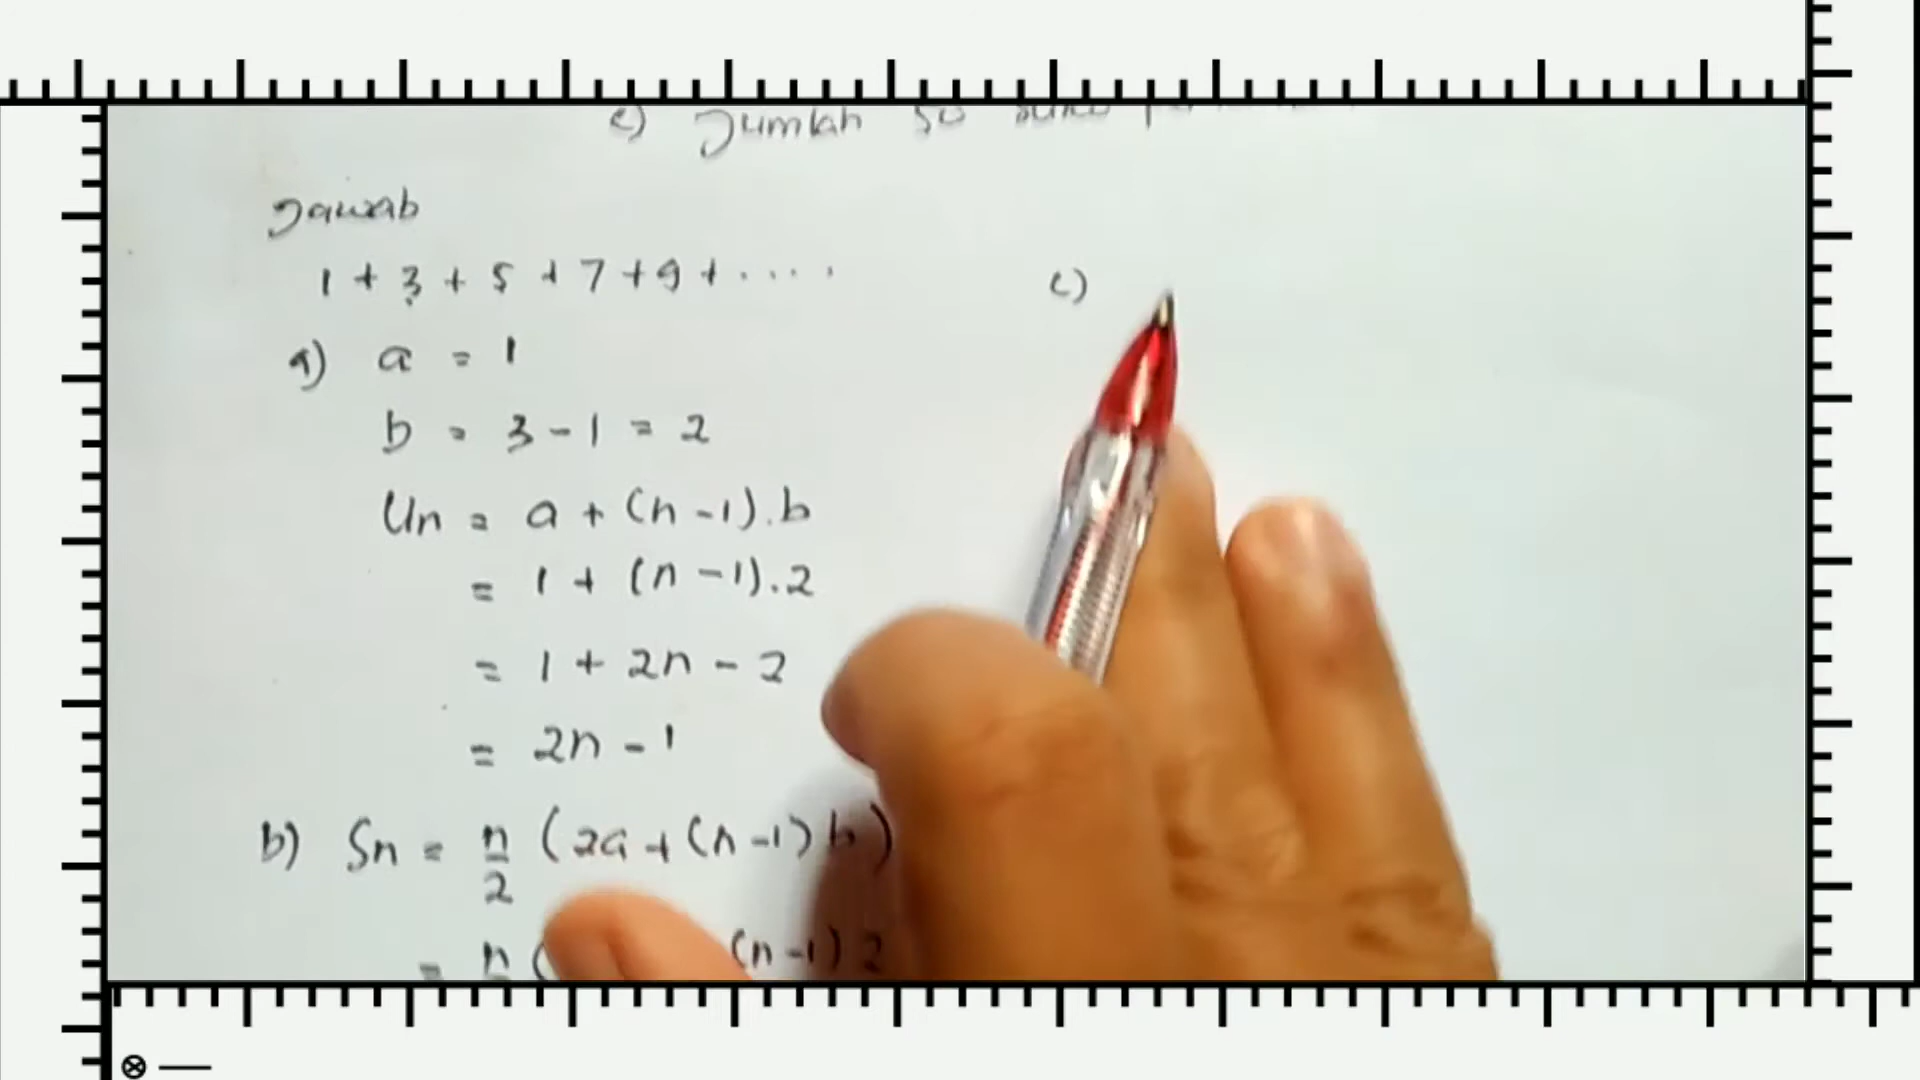 e) Jumlah 50 suku
Jawab
1 + 3 + 5 + 7 + 9 + ....
a) a = 1
b = 3 - 1 = 2
Un = a + (n - 1). b
= 1 + (n - 1). 2
= 1 + 2n - 2
= 2n - 1
b) Sn = n/2 (2a + (n - 1) b)
= n ( (n - 1) 2
c)